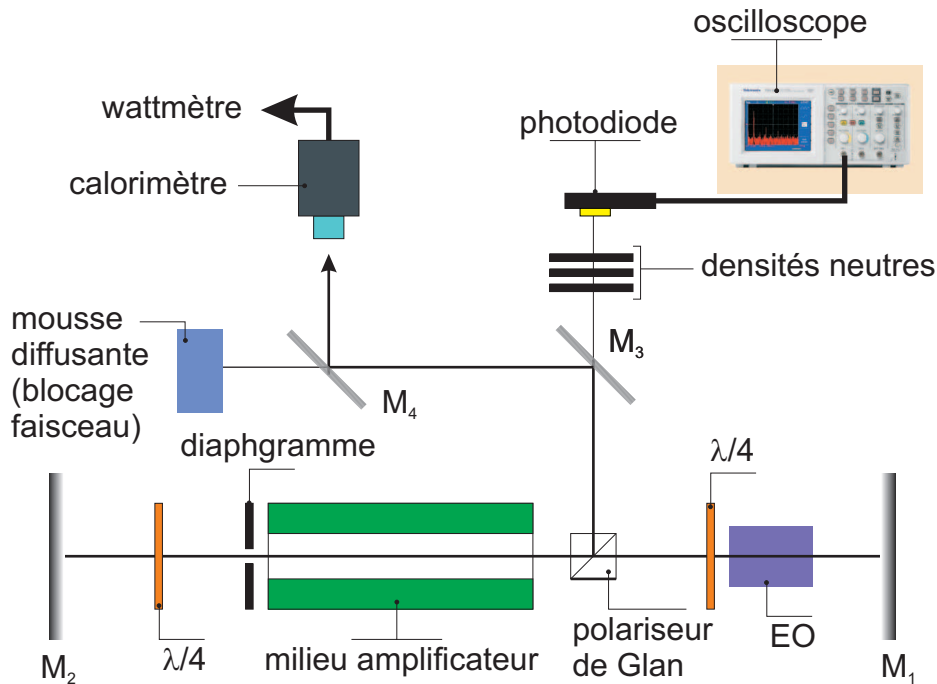 oscilloscope
wattmètre
photodiode
calorimètre
densités neutres
mousse
diffusante
(blocage
faisceau)
M3
M4
diaphgramme
λ/4
M2
λ/4
milieu amplificateur
polariseur
de Glan
EO
M1